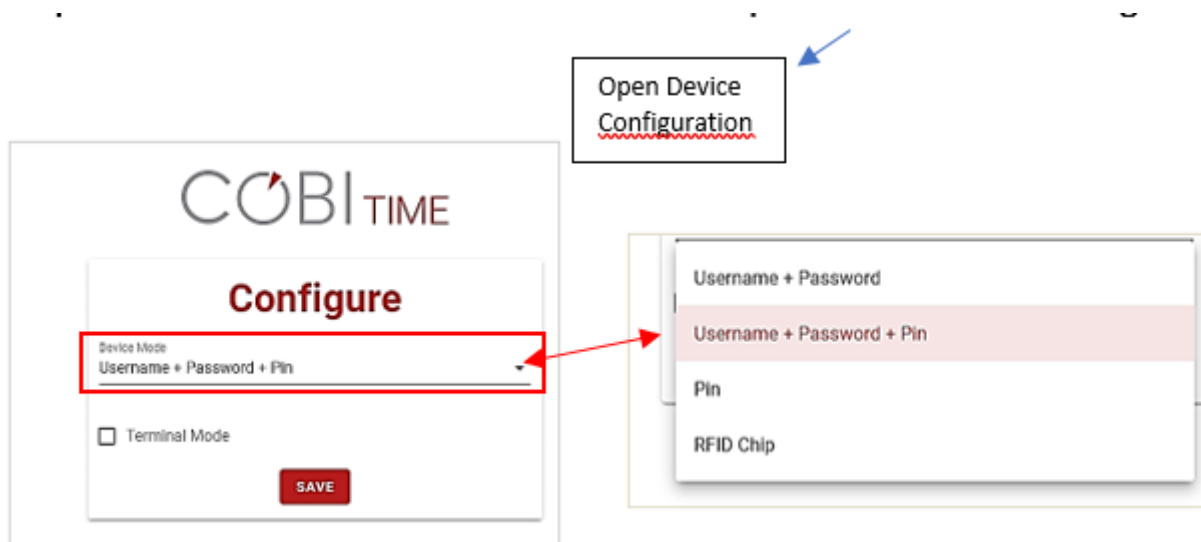 Open Device
Configuration
COBI TIME
Configure
Device Mode
Username + Password + Pin
Terminal Mode
SAVE
Username + Password
Username + Password + Pin
Pin
RFID Chip